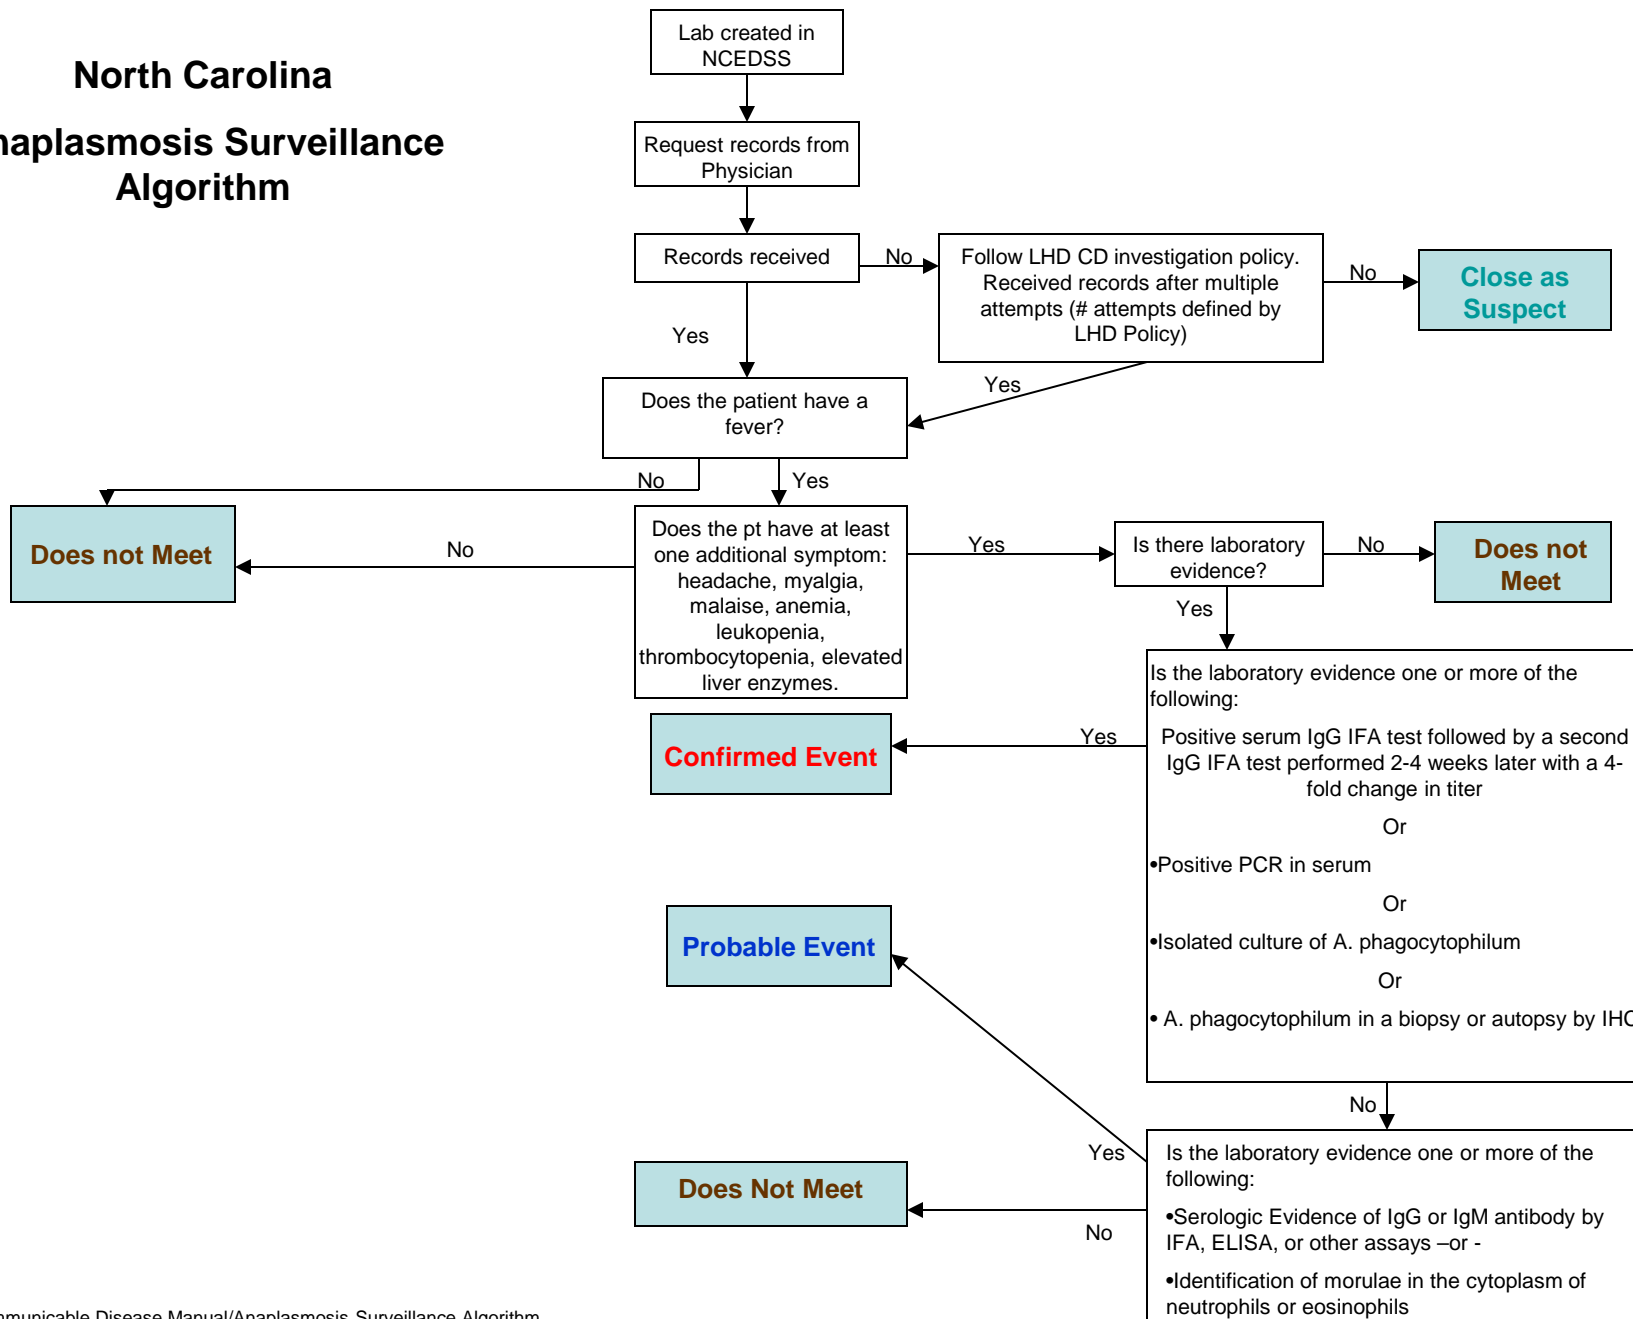 North Carolina
naplasmosis Surveillance
Algorithm
Lab created in
NCEDSS
Request records from
Physician
Records received
No
Follow LHD CD investigation policy.
Received records after multiple
attempts (# attempts defined by
LHD Policy)
No
Close as
Suspect
Yes
Yes
Does the patient have a
fever?
No
Yes
Does not Meet
No
Does the pt have at least
one additional symptom:
headache, myalgia,
malaise, anemia,
leukopenia,
thrombocytopenia, elevated
liver enzymes.
Yes
Is there laboratory
evidence?
No
Does not
Meet
Yes
Is the laboratory evidence one or more of the
following:
Positive serum IgG IFA test followed by a second
IgG IFA test performed 2-4 weeks later with a 4-
fold change in titer
Or
•Positive PCR in serum
Or
•Isolated culture of A. phagocytophilum
Or
• A. phagocytophilum in a biopsy or autopsy by IHC
Yes
Confirmed Event
Probable Event
No
Yes
Is the laboratory evidence one or more of the
following:
•Serologic Evidence of IgG or IgM antibody by
IFA, ELISA, or other assays –or -
•Identification of morulae in the cytoplasm of
neutrophils or eosinophils
Does Not Meet
No
mmunicable Disease Manual/Anaplasmosis Surveillance Algorithm